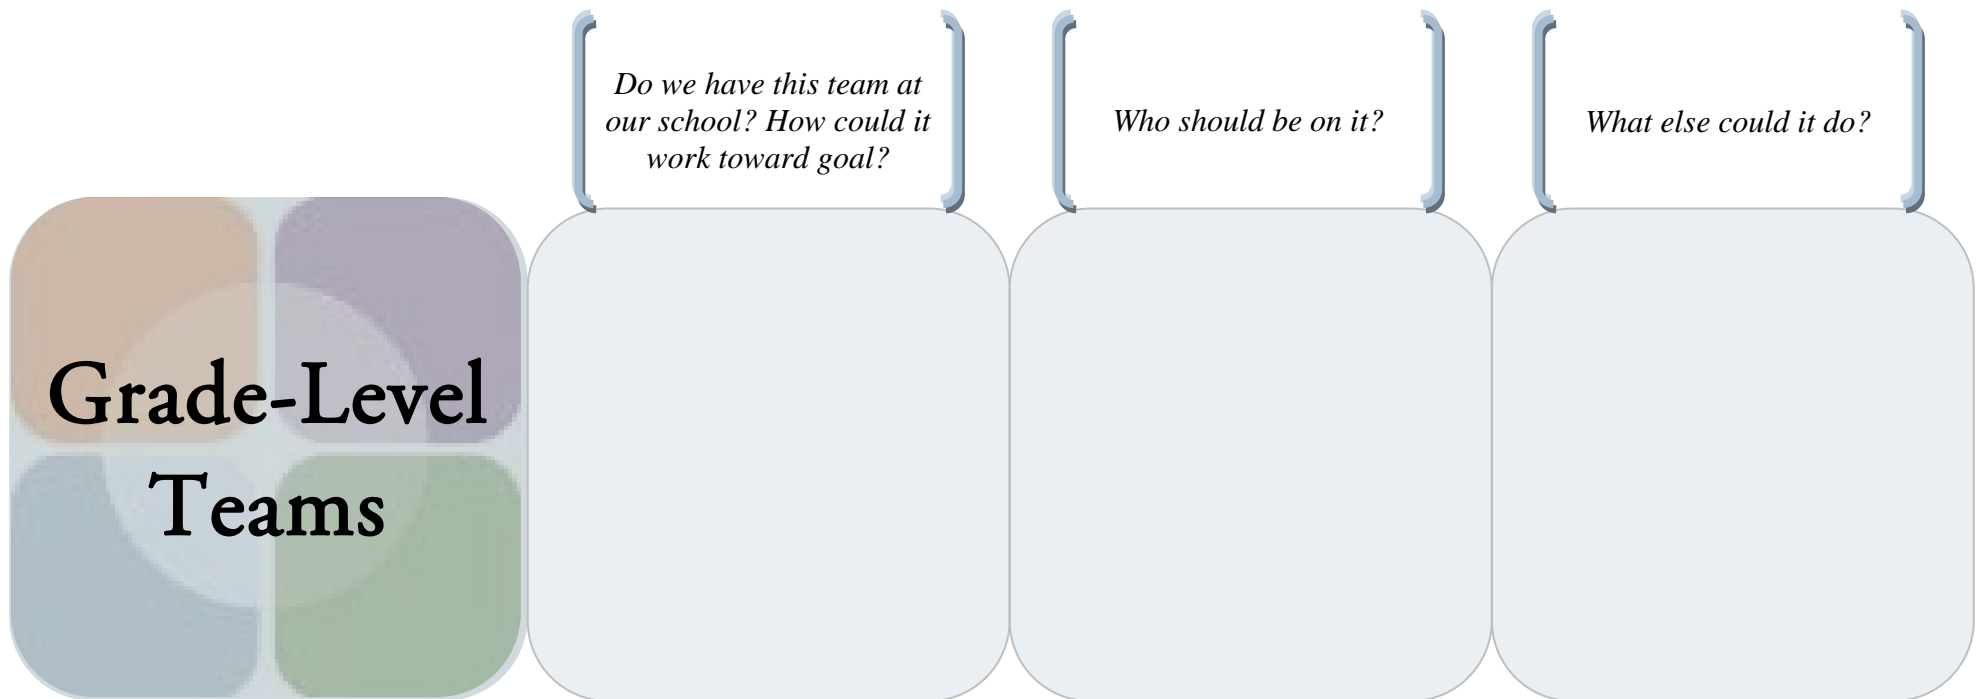 Do we have this team at
our school? How could it
work toward goal?
Who should be on it?
What else could it do?
Grade-Level
Teams